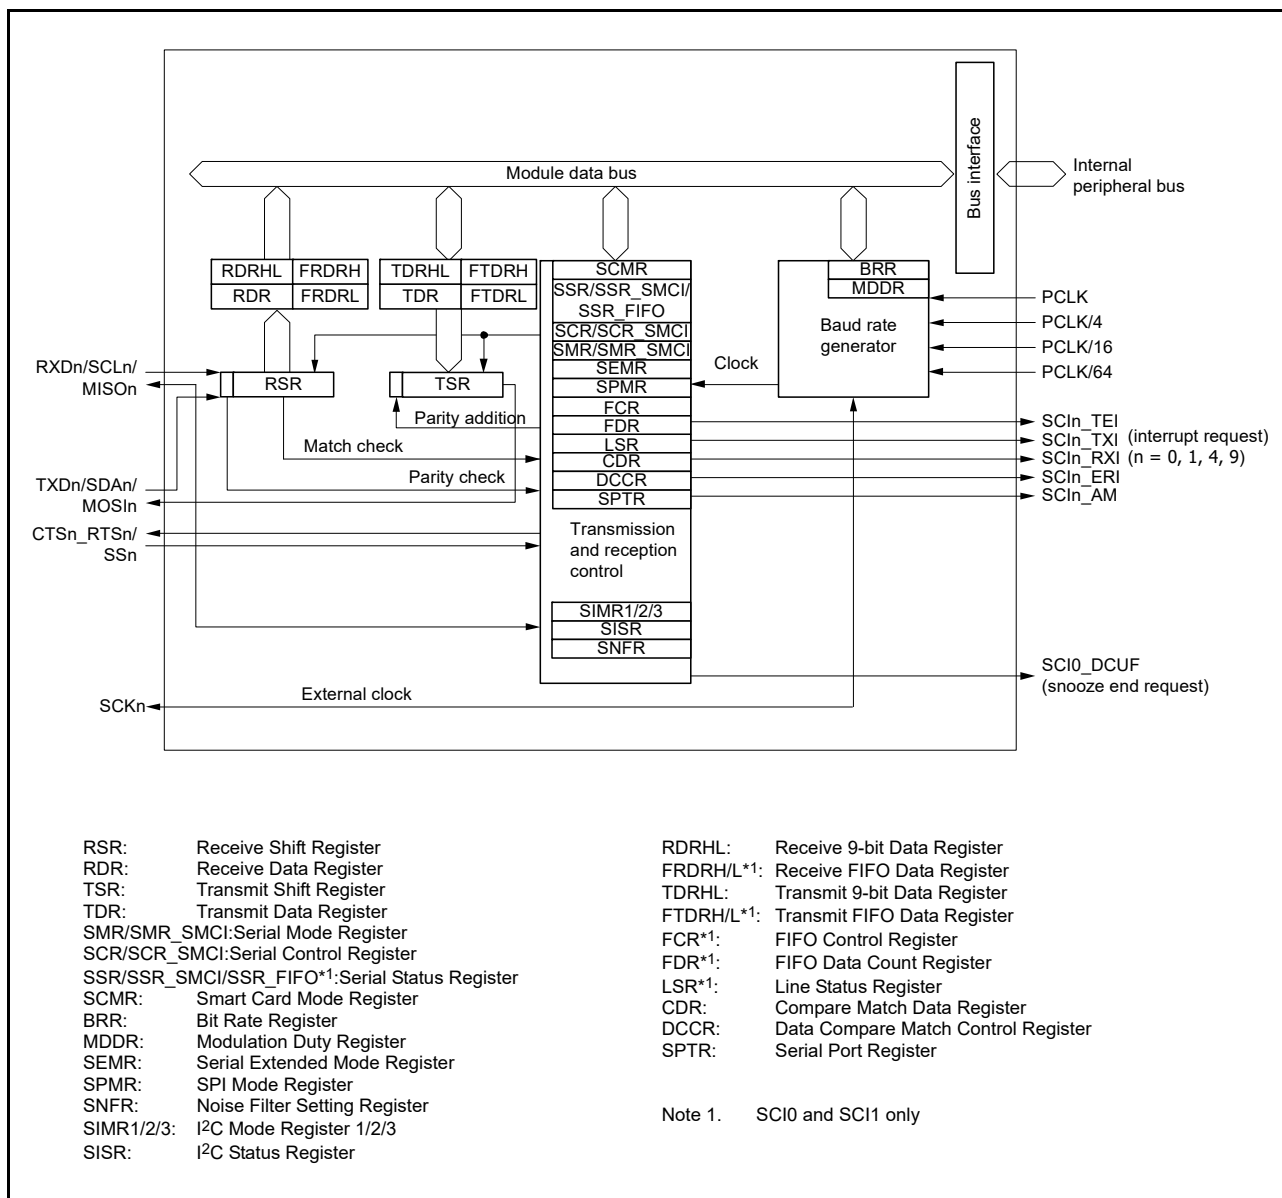 Module data bus
Bus interface
Internal
peripheral bus
RDRHL FRDRH
RDR FRDRL
TDRHL FTDRH
TDR FTDRL
SCMR
SSR/SSR_SMCI/
SSR_FIFO
SCR/SCR_SMCI
SMR/SMR_SMCI
SEMR
SPMR
FCR
FDR
LSR
CDR
DCCR
SPTR
Transmission
and reception
control
SIMR1/2/3
SISR
SNFR
BRR
MDDR
Baud rate
generator
Clock
PCLK
PCLK/4
PCLK/16
PCLK/64
RXDn/SCLn/
MISOn
RSR
TSR
Parity addition
Match check
Parity check
TXDn/SDAn/
MOSIn
CTSn_RTSn/
SSn
External clock
SCKn
SCIn_TEI
SCIn_TXI (interrupt request)
SCIn_RXI (n = 0, 1, 4, 9)
SCIn_ERI
SCIn_AM
SCI0_DCUF
(snooze end request)
RSR: Receive Shift Register
RDR: Receive Data Register
TSR: Transmit Shift Register
TDR: Transmit Data Register
SMR/SMR_SMCI:Serial Mode Register
SCR/SCR_SMCI:Serial Control Register
SSR/SSR_SMCI/SSR_FIFO*1:Serial Status Register
SCMR: Smart Card Mode Register
BRR: Bit Rate Register
MDDR: Modulation Duty Register
SEMR: Serial Extended Mode Register
SPMR: SPI Mode Register
SNFR: Noise Filter Setting Register
SIMR1/2/3: I2C Mode Register 1/2/3
SISR: I2C Status Register
RDRHL: Receive 9-bit Data Register
FRDRH/L*1: Receive FIFO Data Register
TDRHL: Transmit 9-bit Data Register
FTDRH/L*1: Transmit FIFO Data Register
FCR*1: FIFO Control Register
FDR*1: FIFO Data Count Register
LSR*1: Line Status Register
CDR: Compare Match Data Register
DCCR: Data Compare Match Control Register
SPTR: Serial Port Register
Note 1. SCI0 and SCI1 only